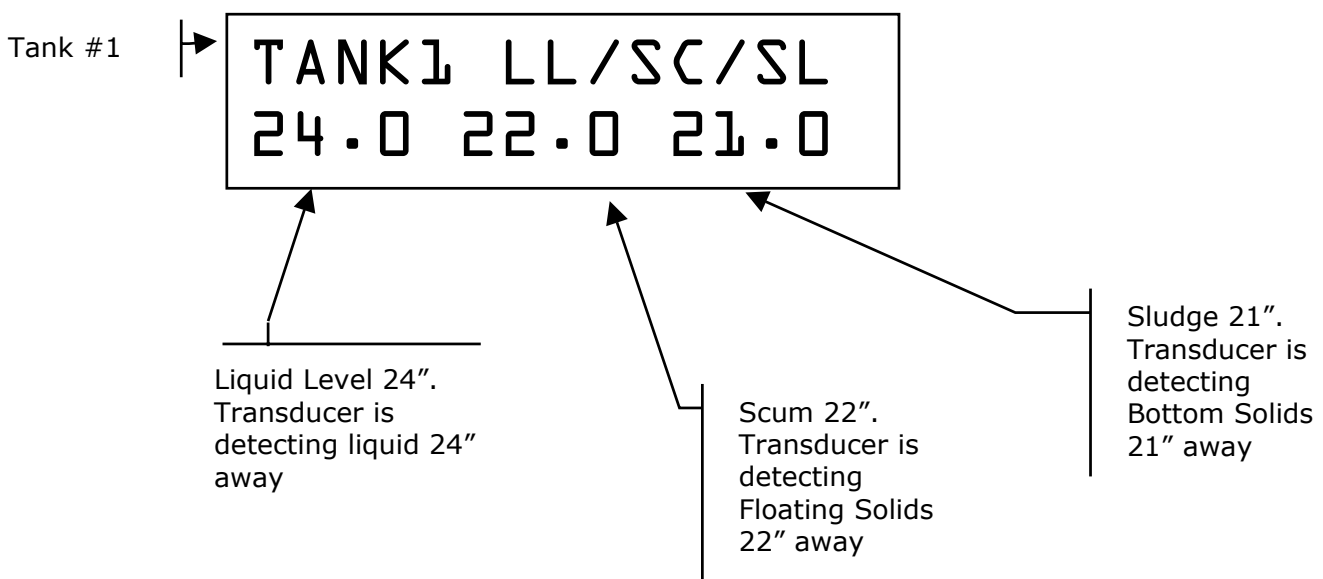 Tank #1
TANK1 LL/SC/SL
24.0 22.0 21.0
Liquid Level 24”.
Transducer is
detecting liquid 24”
away
Scum 22”.
Transducer is
detecting
Floating Solids
22” away
Sludge 21”.
Transducer is
detecting
Bottom Solids
21” away